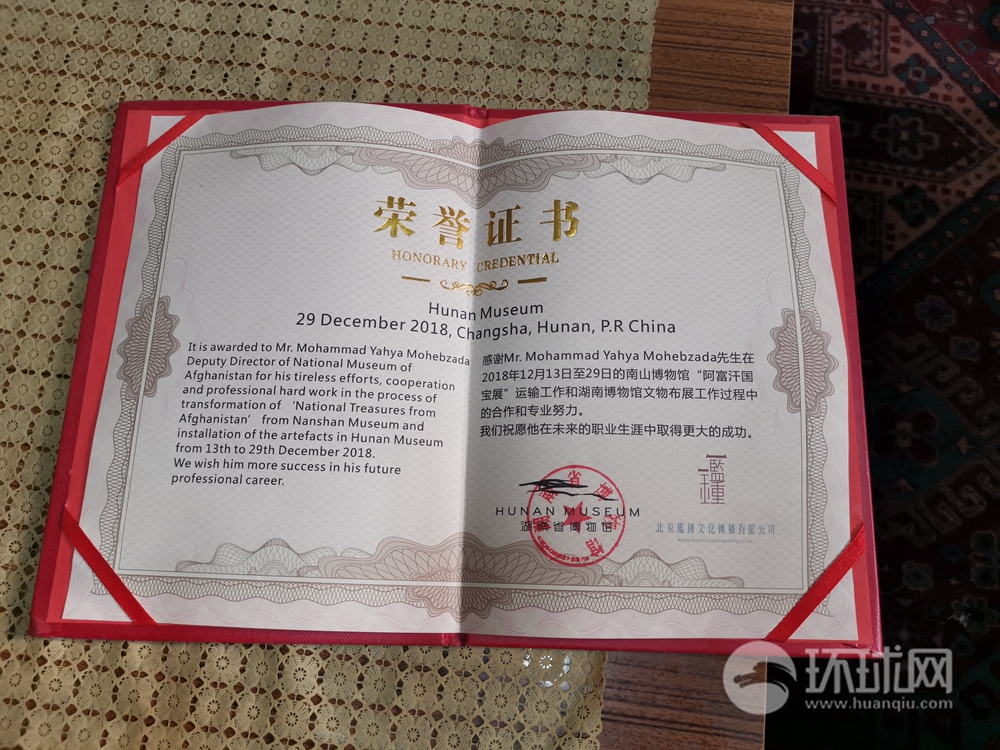 荣誉证书
HONORARY CREDENTIAL
Hunan Museum
29 December 2018, Changsha, Hunan, P.R China
It is awarded to Mr. Mohammad Yahya Mohebzada
Deputy Director of National Museum of
Afghanistan for his tireless efforts, cooperation
and professional hard work in the process of
transformation of ‘National Treasures from
Afghanistan’ from Nanshan Museum and
installation of the artefacts in Hunan Museum
from 13th to 29th December 2018.
We wish him more success in his future
professional career.
感谢Mr. Mohammad Yahya Mohebzada先生在
2018年12月13日至29日的南山博物馆“阿富汗国
宝展”运输工作和湖南博物馆文物布展工作过程中
的合作和专业努力。
我们祝愿他在未来的职业生涯中取得更大的成功。
HUNAN MUSEUM
湖南省博物馆
湖南省博物馆
北京鑑鍾文化傳播有限公司
环球网
www.huanqiu.com